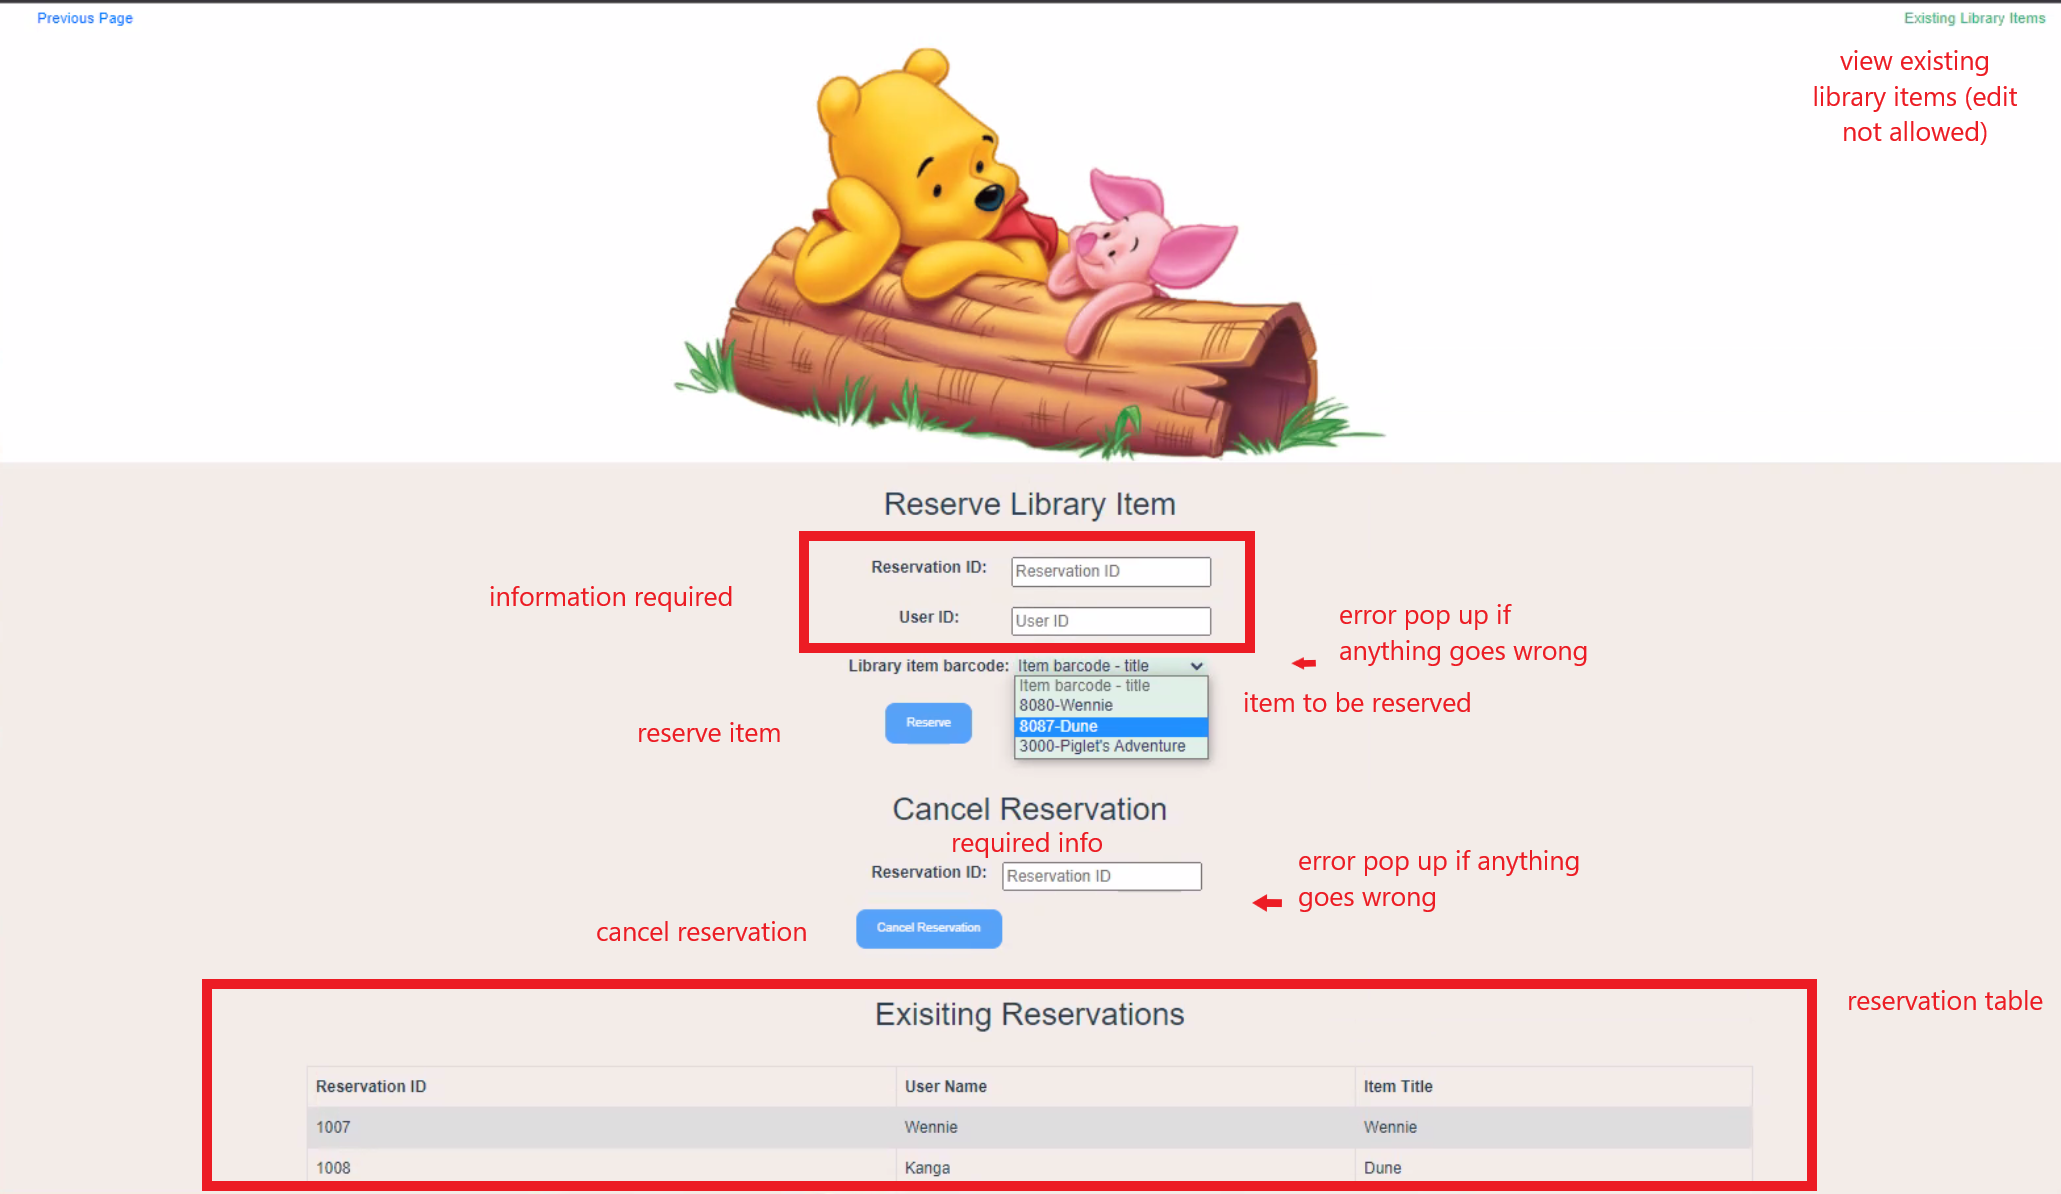 Previous Page
Existing Library Items
view existing
library items (edit
not allowed)
Reserve Library Item
information required
Reservation ID:
Reservation ID
User ID:
User ID
error pop up if
anything goes wrong
Library item barcode:
Item barcode - title
Item barcode - title
8080-Wennie
8087-Dune
3000-Piglet's Adventure
item to be reserved
reserve item
Reserve
Cancel Reservation
required info
Reservation ID:
Reservation ID
error pop up if anything
goes wrong
cancel reservation
Cancel Reservation
reservation table
Exisiting Reservations
Reservation ID User Name Item Title
1007 Wennie Wennie
1008 Kanga Dune